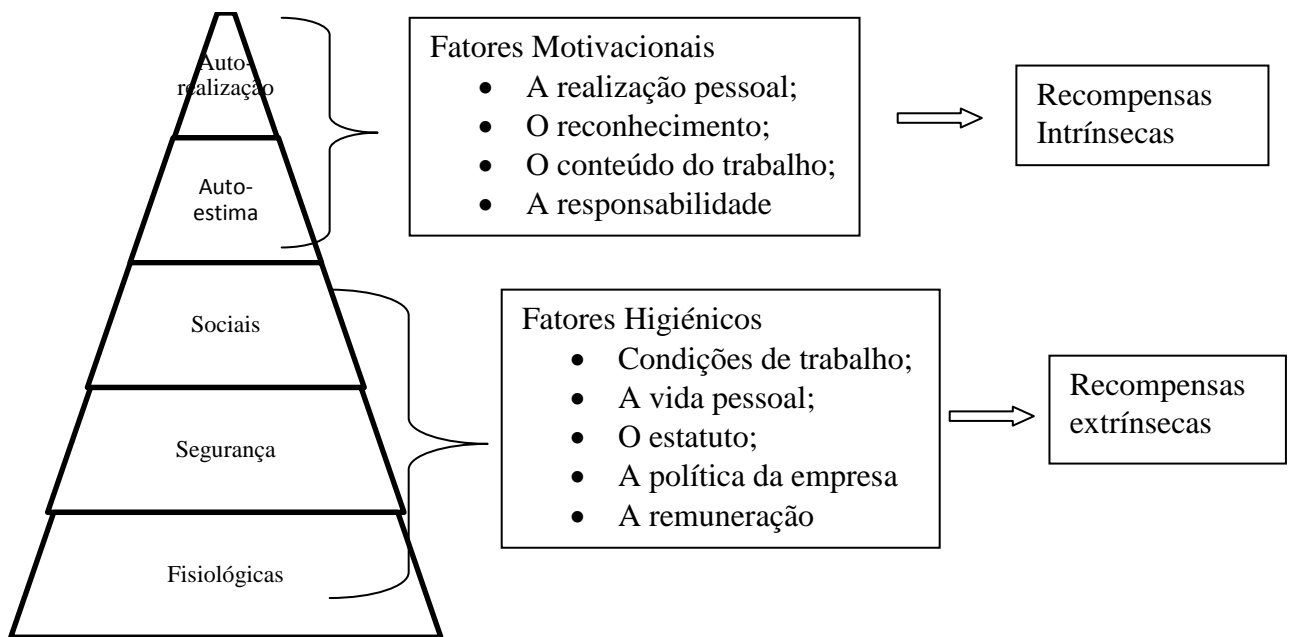 Auto-
realização
Auto-
estima
Sociais
Segurança
Fisiológicas
Fatores Motivacionais
• A realização pessoal;
• O reconhecimento;
• O conteúdo do trabalho;
• A responsabilidade
Recompensas
Intrínsecas
Fatores Higiénicos
• Condições de trabalho;
• A vida pessoal;
• O estatuto;
• A política da empresa
• A remuneração
Recompensas
extrínsecas